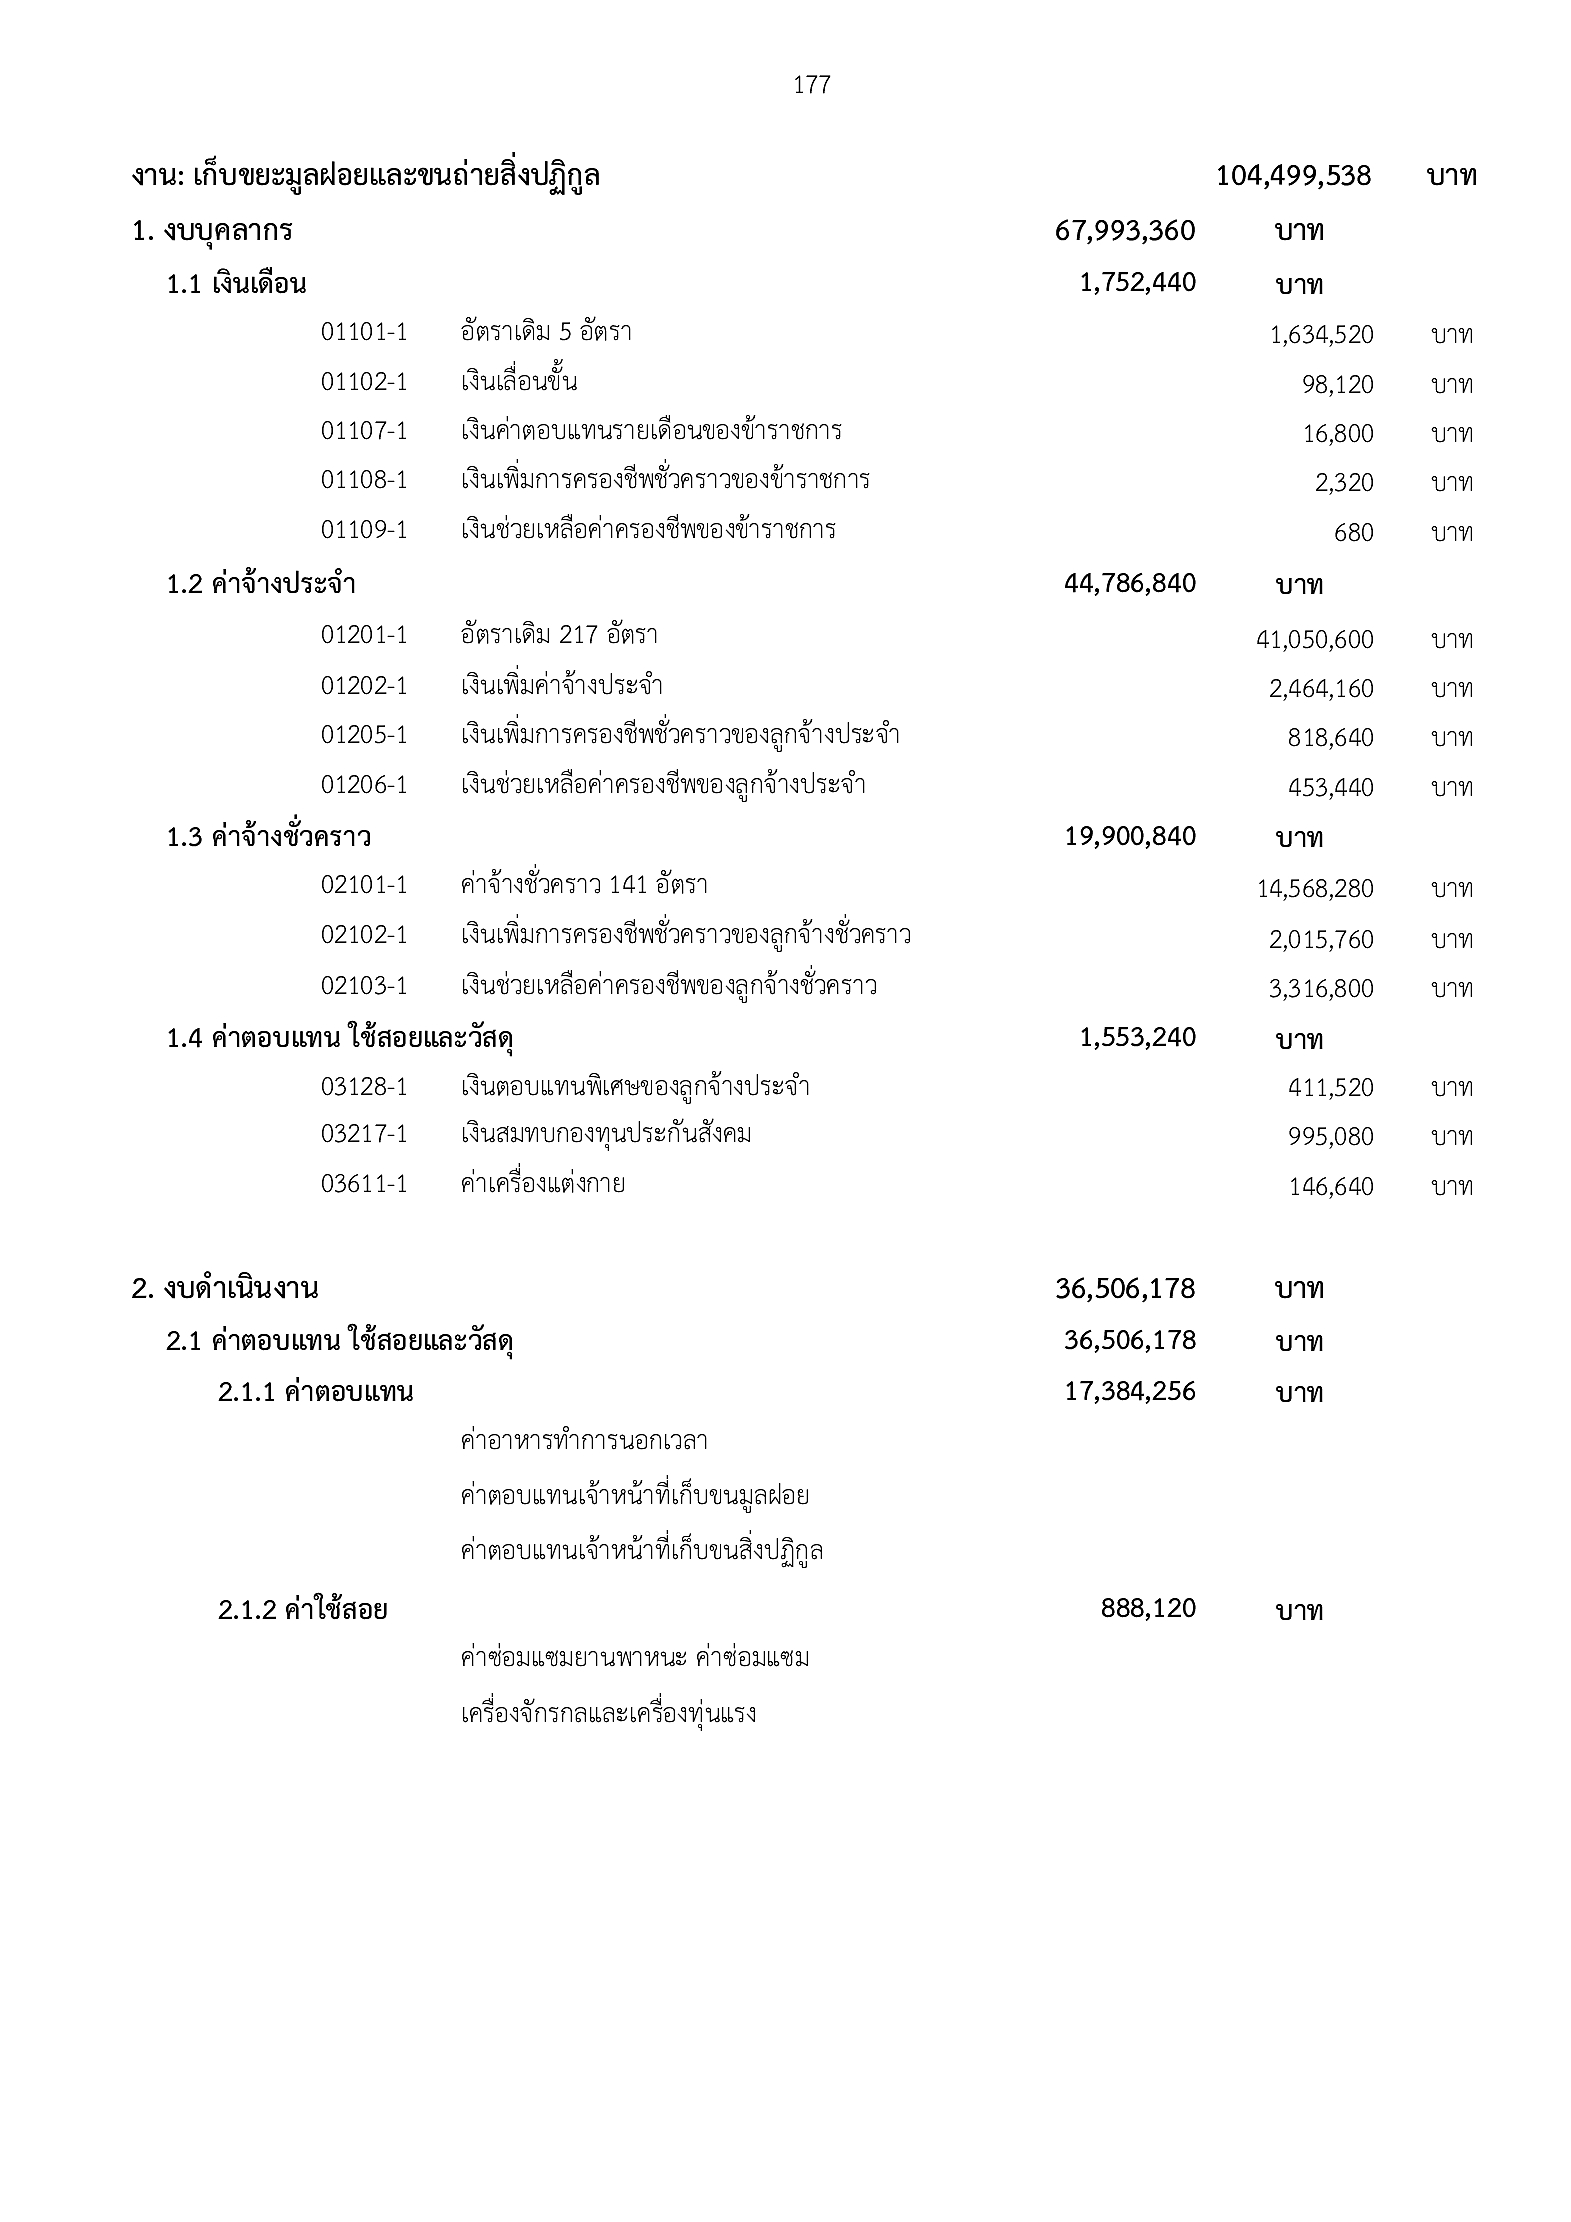 177
งาน: เก็บขยะมูลฝอยและขนถ่ายสิ่งปฏิกูล 104,499,538 บาท
1. งบบุคลากร 67,993,360 บาท
1.1 เงินเดือน 1,752,440 บาท
01101-1 อัตราเดิม 5 อัตรา 1,634,520 บาท
01102-1 เงินเลื่อนขั้น 98,120 บาท
01107-1 เงินค่าตอบแทนรายเดือนของข้าราชการ 16,800 บาท
01108-1 เงินเพิ่มการครองชีพชั่วคราวของข้าราชการ 2,320 บาท
01109-1 เงินช่วยเหลือค่าครองชีพของข้าราชการ 680 บาท
1.2 ค่าจ้างประจำ 44,786,840 บาท
01201-1 อัตราเดิม 217 อัตรา 41,050,600 บาท
01202-1 เงินเพิ่มค่าจ้างประจำ 2,464,160 บาท
01205-1 เงินเพิ่มการครองชีพชั่วคราวของลูกจ้างประจำ 818,640 บาท
01206-1 เงินช่วยเหลือค่าครองชีพของลูกจ้างประจำ 453,440 บาท
1.3 ค่าจ้างชั่วคราว 19,900,840 บาท
02101-1 ค่าจ้างชั่วคราว 141 อัตรา 14,568,280 บาท
02102-1 เงินเพิ่มการครองชีพชั่วคราวของลูกจ้างชั่วคราว 2,015,760 บาท
02103-1 เงินช่วยเหลือค่าครองชีพของลูกจ้างชั่วคราว 3,316,800 บาท
1.4 ค่าตอบแทน ใช้สอยและวัสดุ 1,553,240 บาท
03128-1 เงินตอบแทนพิเศษของลูกจ้างประจำ 411,520 บาท
03217-1 เงินสมทบกองทุนประกันสังคม 995,080 บาท
03611-1 ค่าเครื่องแต่งกาย 146,640 บาท
2. งบดำเนินงาน 36,506,178 บาท
2.1 ค่าตอบแทน ใช้สอยและวัสดุ 36,506,178 บาท
2.1.1 ค่าตอบแทน 17,384,256 บาท
ค่าอาหารทำการนอกเวลา
ค่าตอบแทนเจ้าหน้าที่เก็บขนมูลฝอย
ค่าตอบแทนเจ้าหน้าที่เก็บขนสิ่งปฏิกูล
2.1.2 ค่าใช้สอย 888,120 บาท
ค่าซ่อมแซมยานพาหนะ ค่าซ่อมแซม
เครื่องจักรกลและเครื่องทุ่นแรง